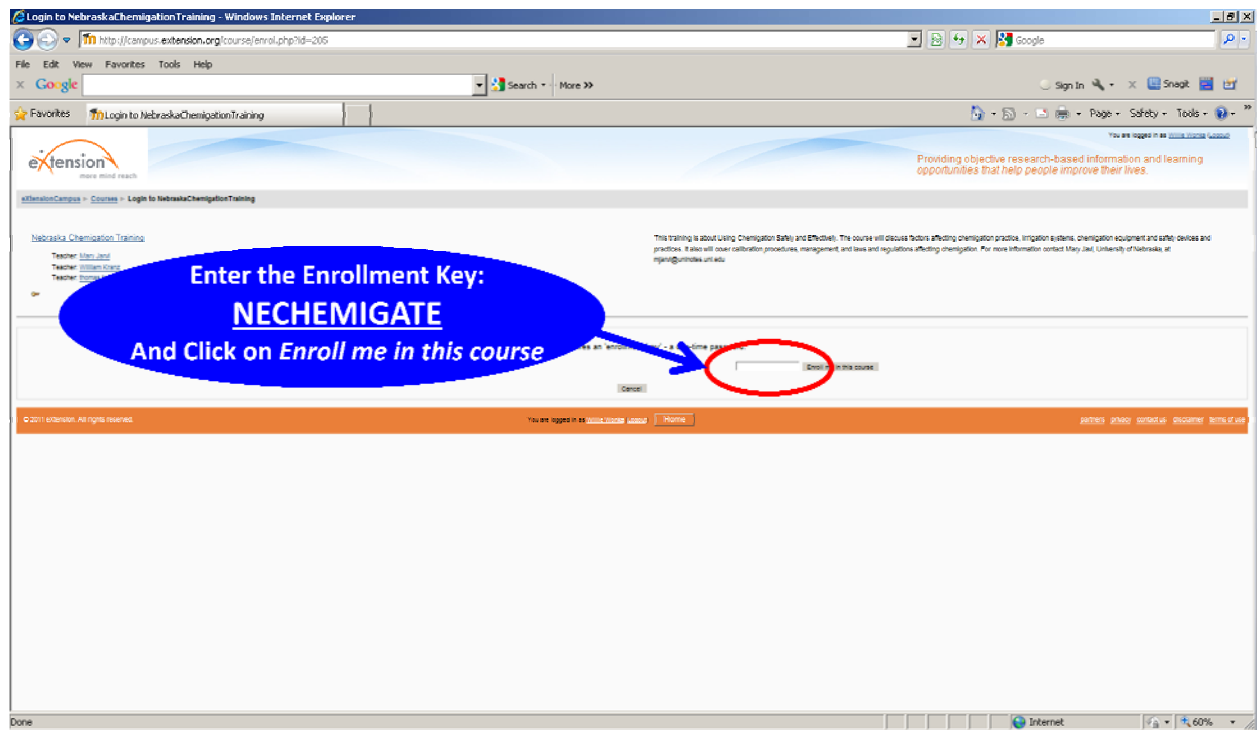 Login to NebraskaChemigationTraining - Windows Internet Explorer
http://campus.extension.org/course/enrol.php?id=205
Google
File Edit View Favorites Tools Help
x Google Search More >> Sign In x SnagIt
Favorites Login to NebraskaChemigationTraining Page Safety Tools
You are logged in as (Logout)
eXtension
move mind reach
Providing objective research-based information and learning
opportunities that help people improve their lives.
eXtensionCampus ► Courses ► Login to NebraskaChemigationTraining
Nebraska Chemigation Training
Teacher: Mary Jarvi
Teacher: William Kranz
Teacher:
This training is about Using Chemigation Safely and Effectively. The course will discuss factors affecting chemigation practice, irrigation systems, chemigation equipment and safety devices and
practices. It also will cover calibration procedures, management, and laws and regulations affecting chemigation. For more information contact Mary University of Nebraska, at
Enter the Enrollment Key:
NECHEMIGATE
And Click on Enroll me in this course
an 'enrol - a -time
Enroll me in this course
Cancel
© 2011 eXtension. All rights reserved.
You are logged in as (Logout) Home
partners privacy contact us disclaimer terms of use
Done Internet 60%